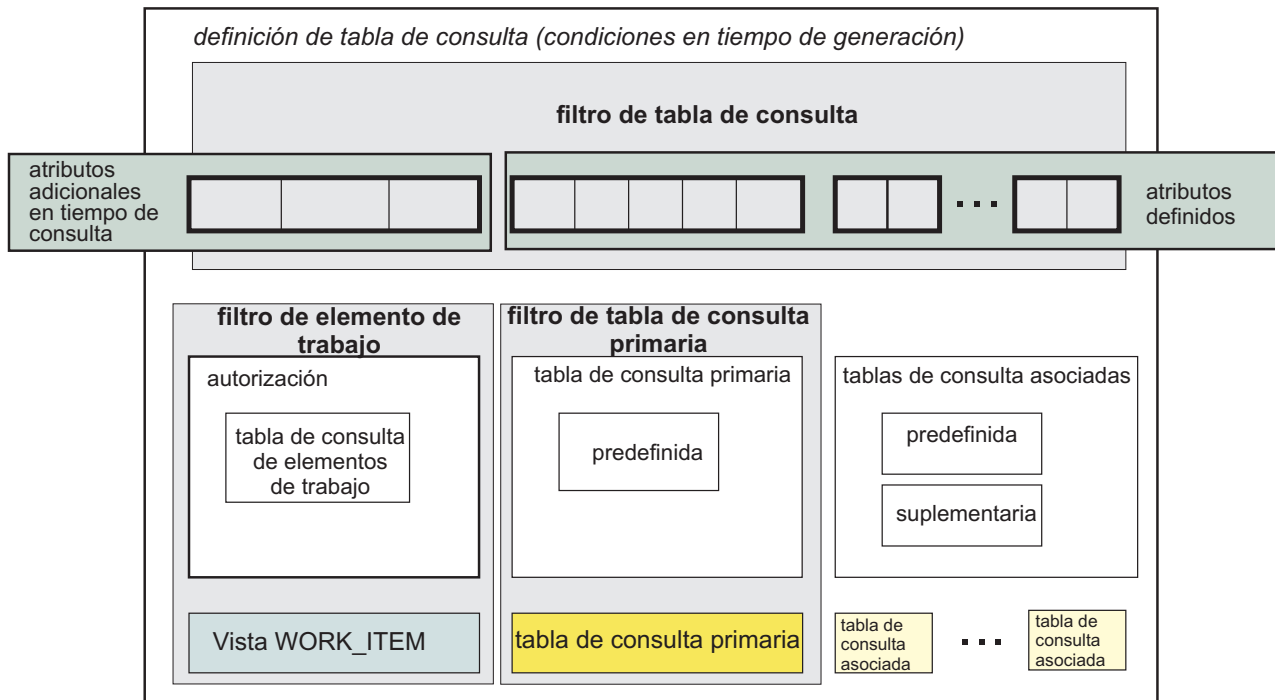 definición de tabla de consulta (condiciones en tiempo de generación)
filtro de tabla de consulta
atributos
adicionales
en tiempo de
consulta
atributos
definidos
filtro de elemento de
trabajo
autorización
tabla de consulta
de elementos
de trabajo
Vista WORK_ITEM
filtro de tabla de consulta
primaria
tabla de consulta primaria
predefinida
tabla de consulta primaria
tablas de consulta asociadas
predefinida
suplementaria
tabla de
consulta
asociada
tabla de
consulta
asociada